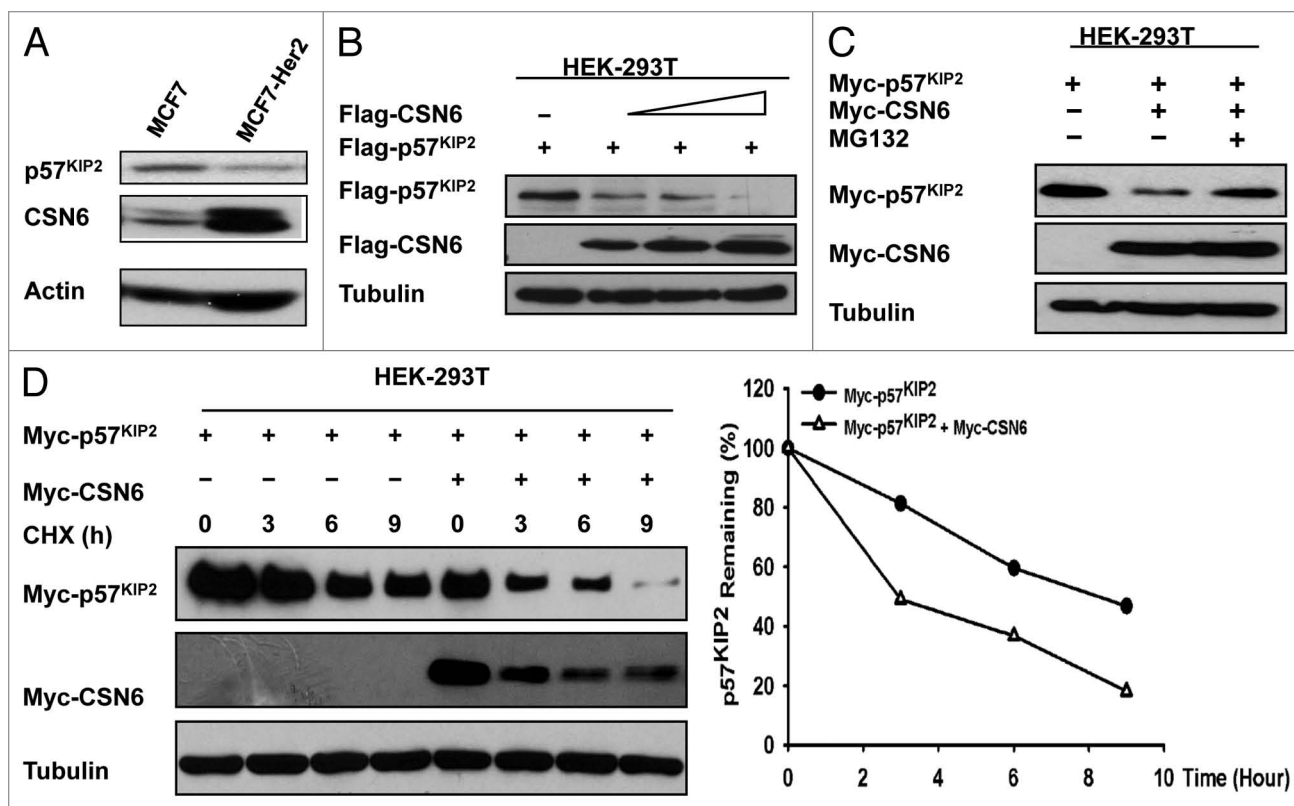 A
MCF7
MCF7-Her2
p57KIP2
CSN6
Actin
B
HEK-293T
Flag-CSN6 –
Flag-p57KIP2 + + + +
Flag-p57KIP2
Flag-CSN6
Tubulin
C
HEK-293T
Myc-p57KIP2 + + +
Myc-CSN6 – + +
MG132 – – +
Myc-p57KIP2
Myc-CSN6
Tubulin
D
HEK-293T
Myc-p57KIP2 + + + + + + + +
Myc-CSN6 – – – – + + + +
CHX (h) 0 3 6 9 0 3 6 9
Myc-p57KIP2
Myc-CSN6
Tubulin
Myc-p57KIP2
Myc-p57KIP2 + Myc-CSN6
p57KIP2 Remaining (%)
120
100
80
60
40
20
0
0 2 4 6 8 10 Time (Hour)